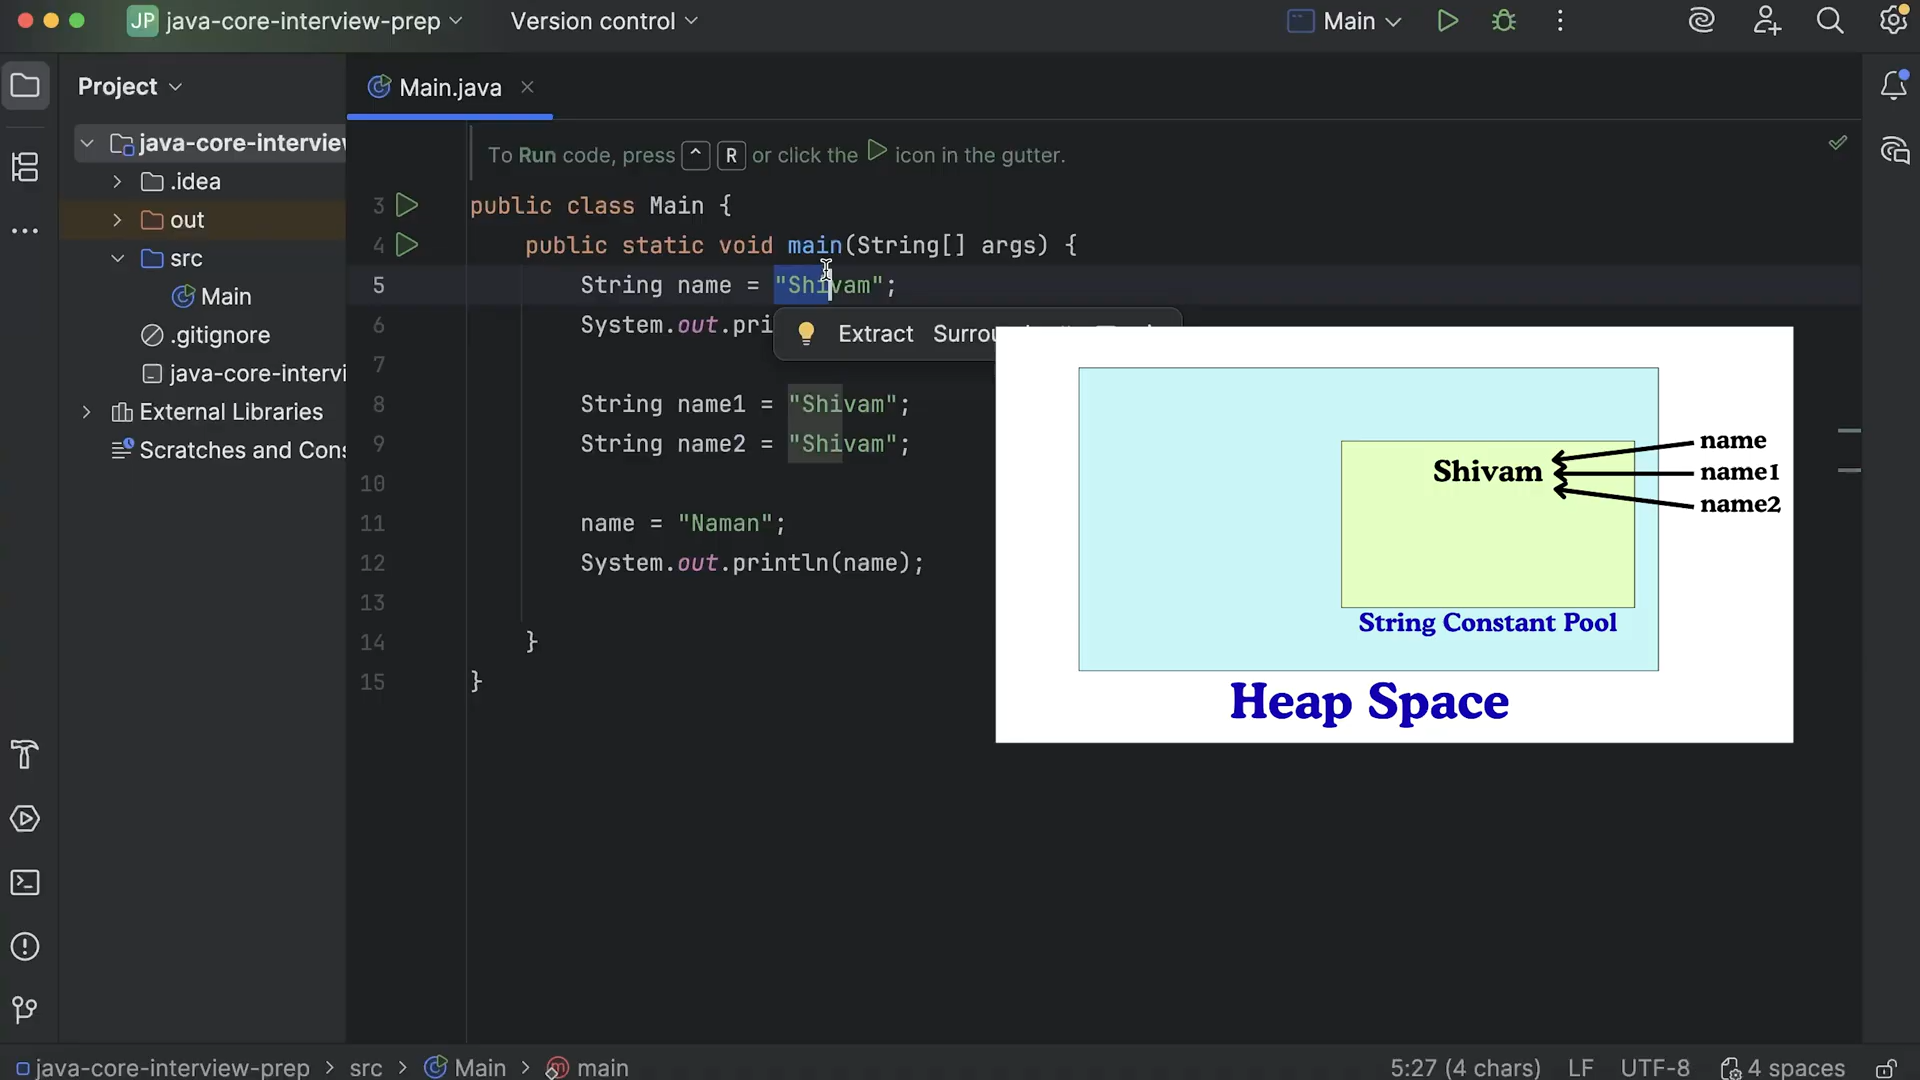 JP java-core-interview-prep Version control Main
Project
Main.java
java-core-interview
.idea
out
src
Main
.gitignore
java-core-intervi
External Libraries
Scratches and Cons
To Run code, press ^ R or click the icon in the gutter.
3 public class Main {
4 public static void main(String[] args) {
5 String name = "Shivam";
6 System.out.pri
Extract Surrou
7
8 String name1 = "Shivam";
9 String name2 = "Shivam";
10
11 name = "Naman";
12 System.out.println(name);
13
14 }
15 }
name
Shivam
name1
name2
String Constant Pool
Heap Space
java-core-interview-prep > src > Main > main 5:27 (4 chars) LF UTF-8 4 spaces